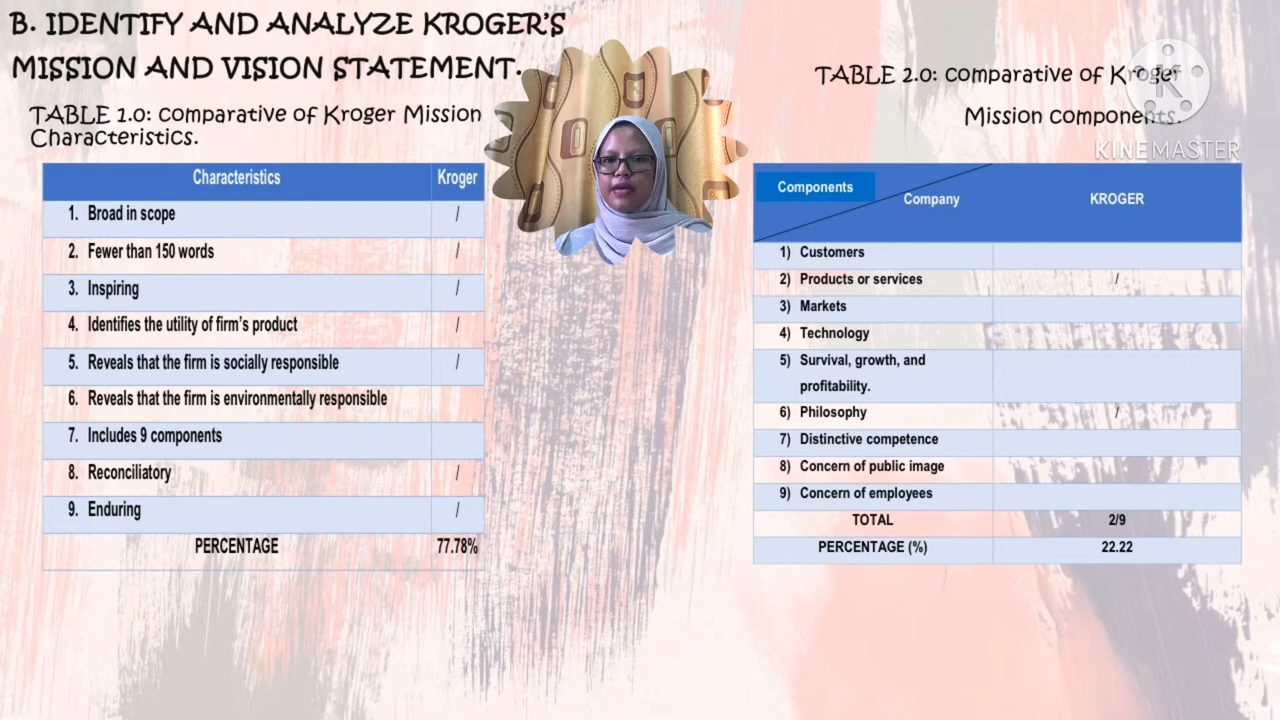 B. IDENTIFY AND ANALYZE KROGER'S
MISSION AND VISION STATEMENT.
TABLE 1.0: comparative of Kroger Mission
Characteristics.
Characteristics Kroger
1. Broad in scope /
2. Fewer than 150 words /
3. Inspiring /
4. Identifies the utility of firm's product /
5. Reveals that the firm is socially responsible /
6. Reveals that the firm is environmentally responsible
7. Includes 9 components
8. Reconciliatory /
9. Enduring /
PERCENTAGE 77.78%
TABLE 2.0: comparative of Kroger
Mission components.
K
KINEMASTER
Components
Company KROGER
1) Customers
2) Products or services /
3) Markets
4) Technology
5) Survival, growth, and
profitability.
6) Philosophy /
7) Distinctive competence
8) Concern of public image
9) Concern of employees
TOTAL 2/9
PERCENTAGE (%) 22.22